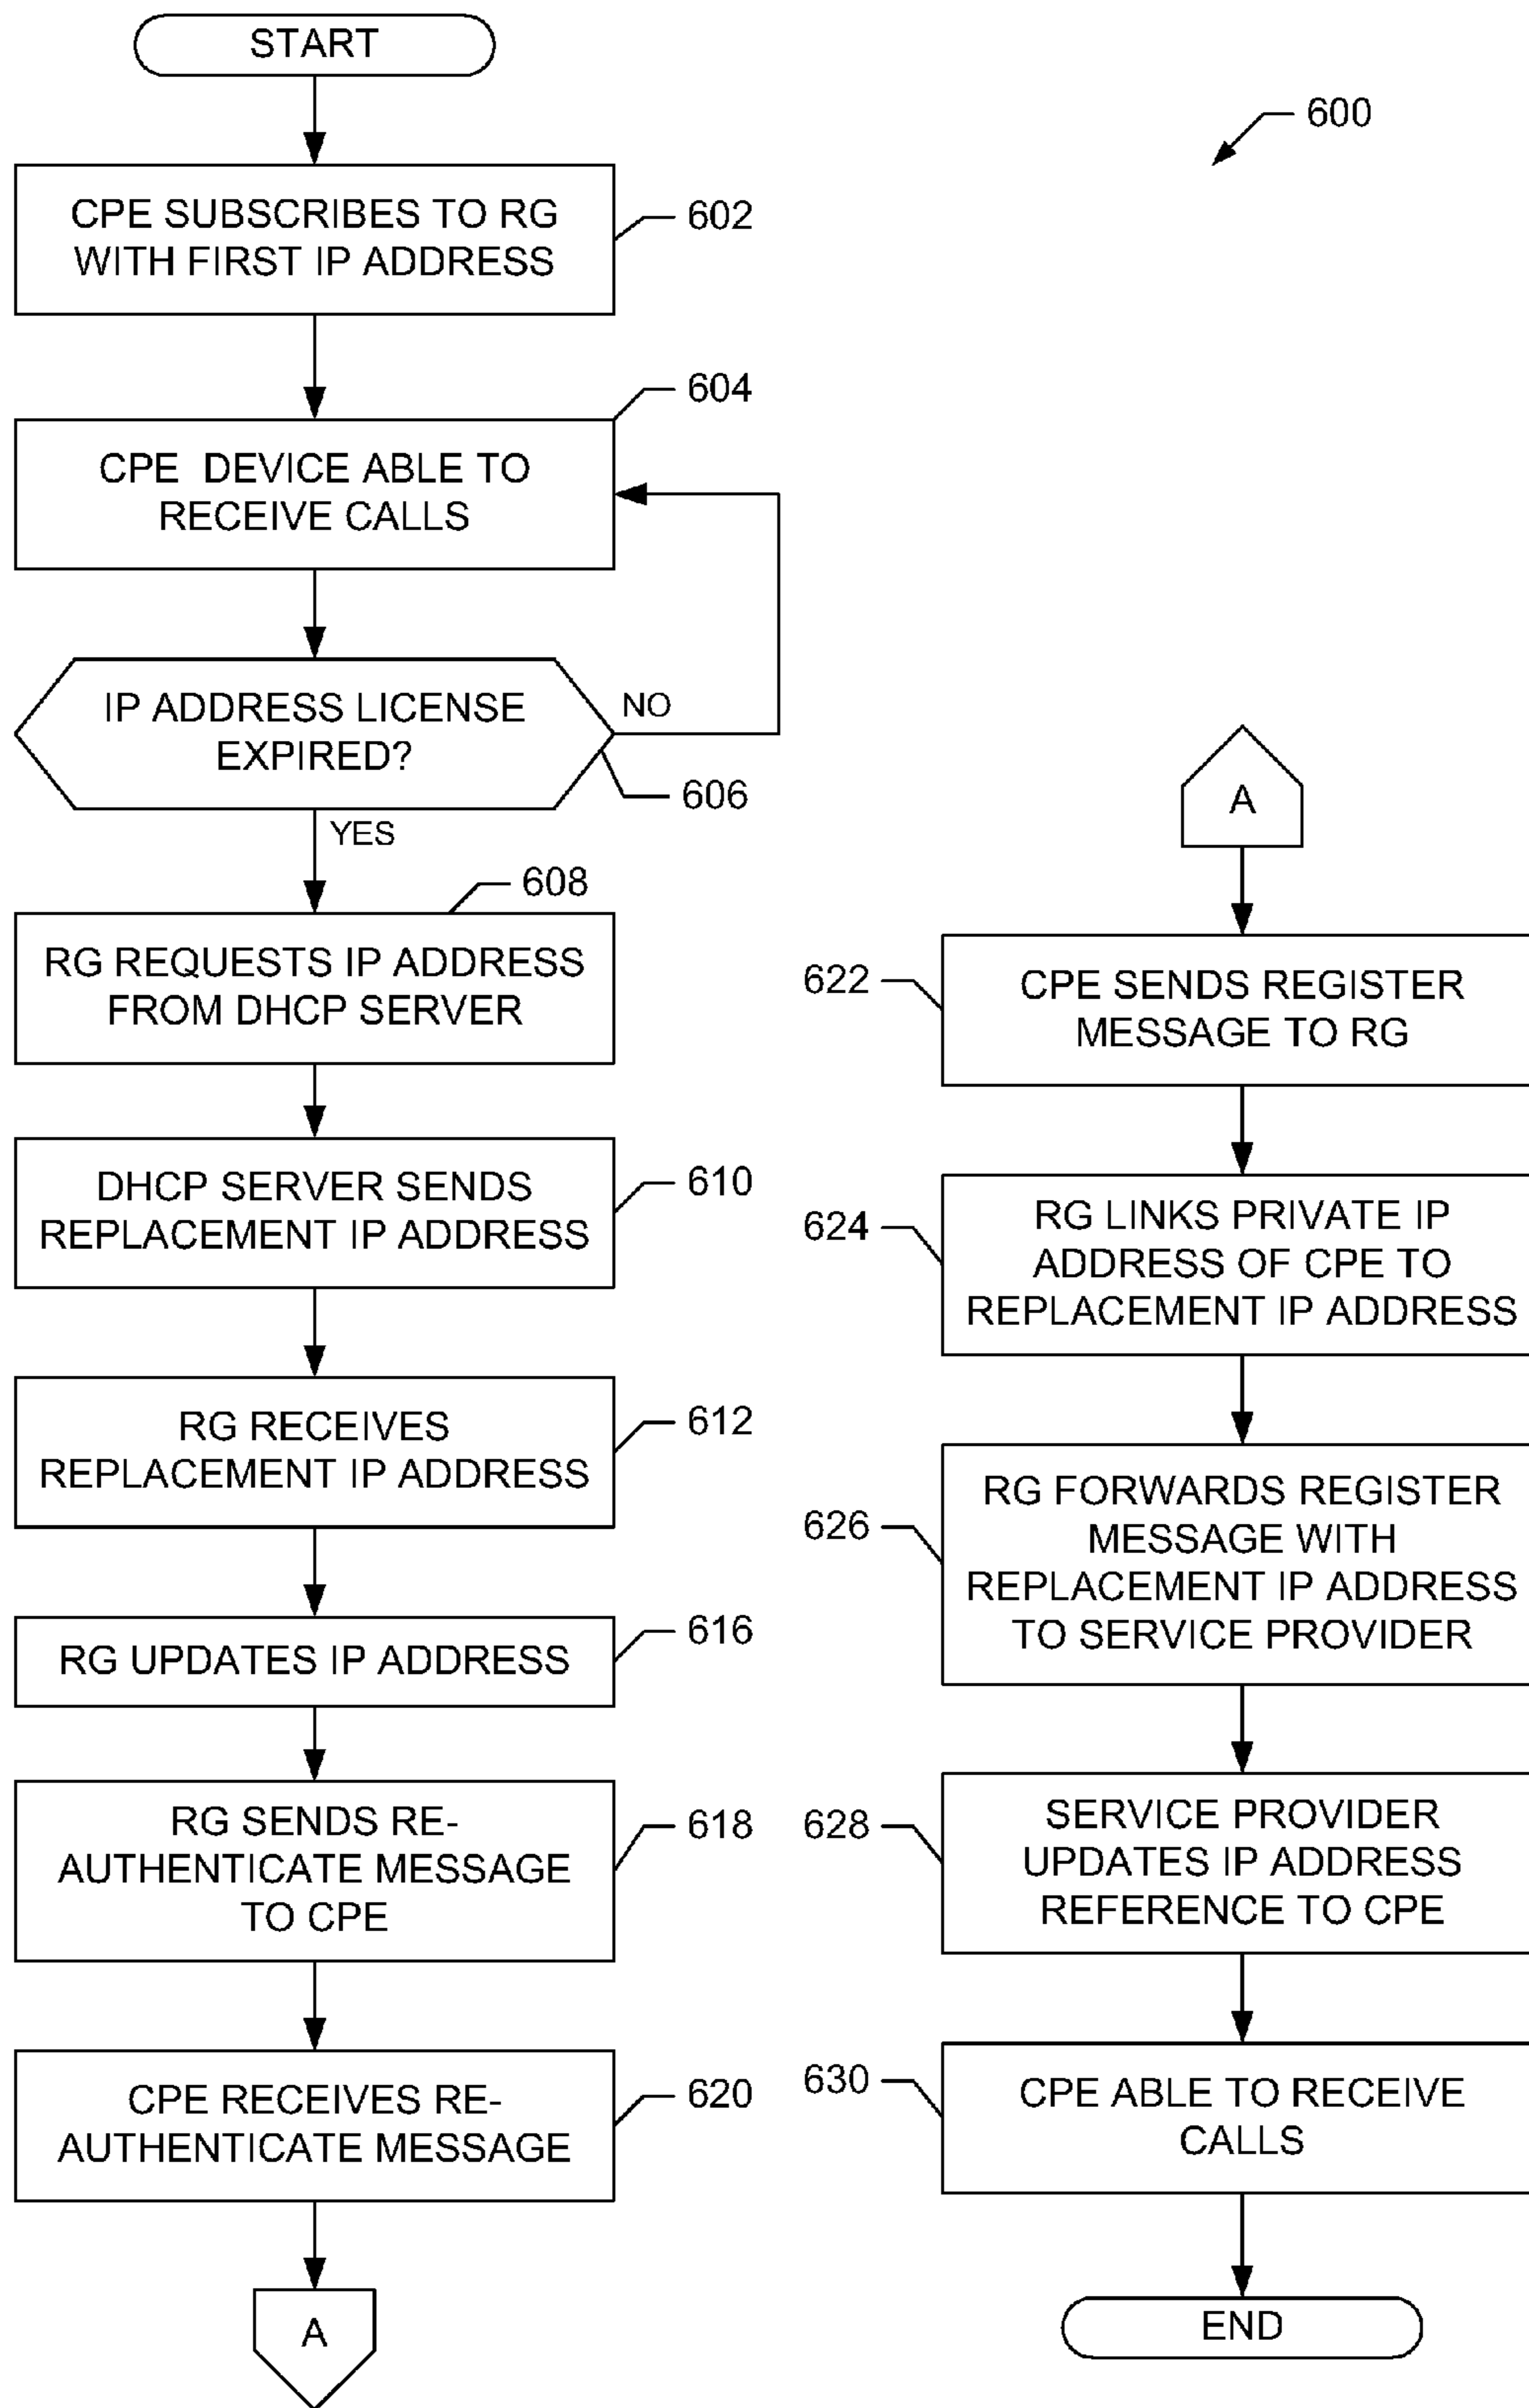 START
600
CPE SUBSCRIBES TO RG
WITH FIRST IP ADDRESS
602
604
CPE DEVICE ABLE TO
RECEIVE CALLS
IP ADDRESS LICENSE
EXPIRED?
NO
606
YES
608
RG REQUESTS IP ADDRESS
FROM DHCP SERVER
DHCP SERVER SENDS
REPLACEMENT IP ADDRESS
610
RG RECEIVES
REPLACEMENT IP ADDRESS
612
RG UPDATES IP ADDRESS
616
RG SENDS RE-
AUTHENTICATE MESSAGE
TO CPE
618
CPE RECEIVES RE-
AUTHENTICATE MESSAGE
620
A
A
622
CPE SENDS REGISTER
MESSAGE TO RG
624
RG LINKS PRIVATE IP
ADDRESS OF CPE TO
REPLACEMENT IP ADDRESS
626
RG FORWARDS REGISTER
MESSAGE WITH
REPLACEMENT IP ADDRESS
TO SERVICE PROVIDER
628
SERVICE PROVIDER
UPDATES IP ADDRESS
REFERENCE TO CPE
630
CPE ABLE TO RECEIVE
CALLS
END